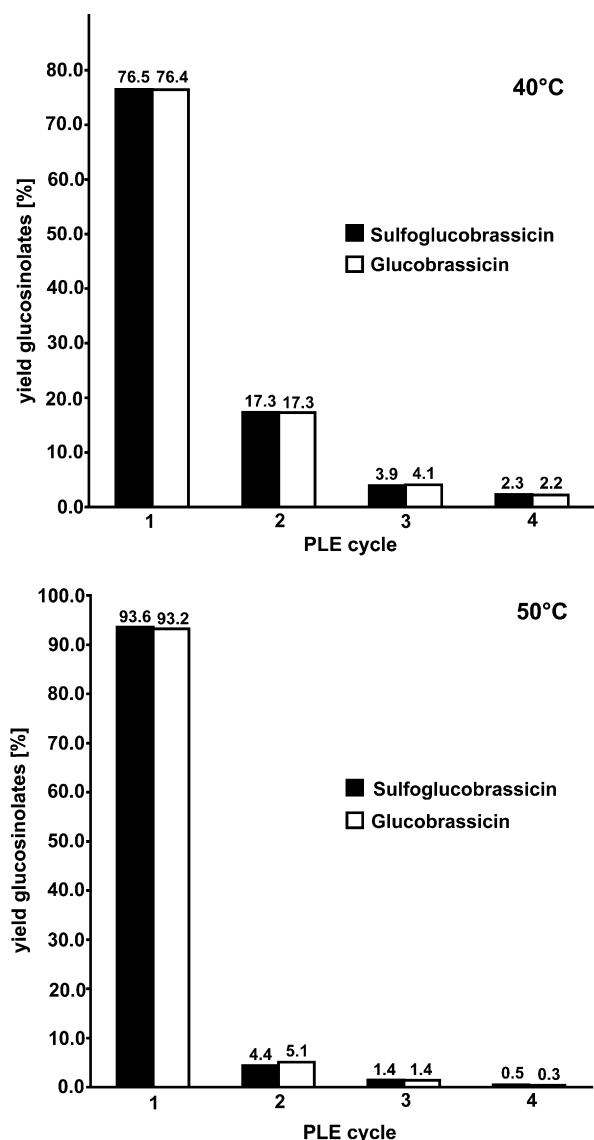 76.5 76.4
80.0
40°C
70.0
60.0
50.0
Sulfoglucobrassicin
Glucobrassicin
40.0
30.0
20.0
17.3 17.3
10.0
3.9 4.1
2.3 2.2
0.0
1 2 3 4
PLE cycle
yield glucosinolates [%]
100.0
50°C
93.6 93.2
90.0
80.0
70.0
60.0
Sulfoglucobrassicin
Glucobrassicin
50.0
40.0
30.0
20.0
10.0
4.4 5.1
1.4 1.4
0.5 0.3
0.0
1 2 3 4
PLE cycle
yield glucosinolates [%]